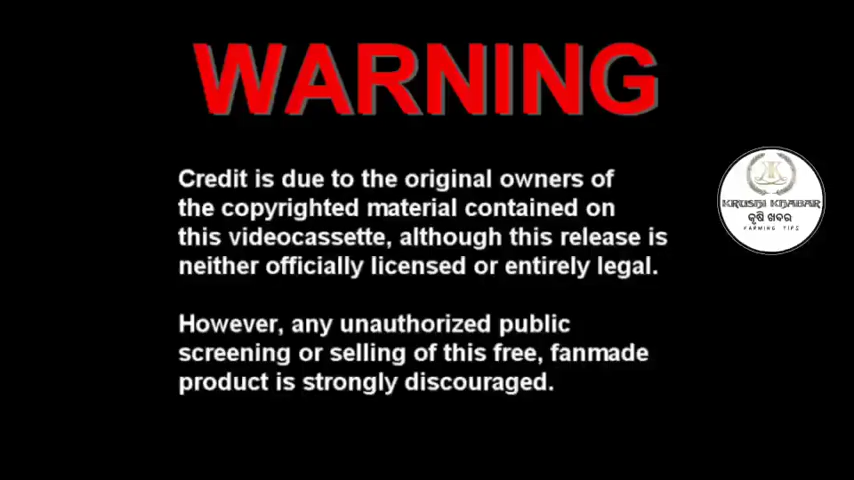 WARNING
Credit is due to the original owners of
the copyrighted material contained on
this videocassette, although this release is
neither officially licensed or entirely legal.
However, any unauthorized public
screening or selling of this free, fanmade
product is strongly discouraged.
KRUSHI KHABAR
କୃଷି ଖବର
FARMING TIPS